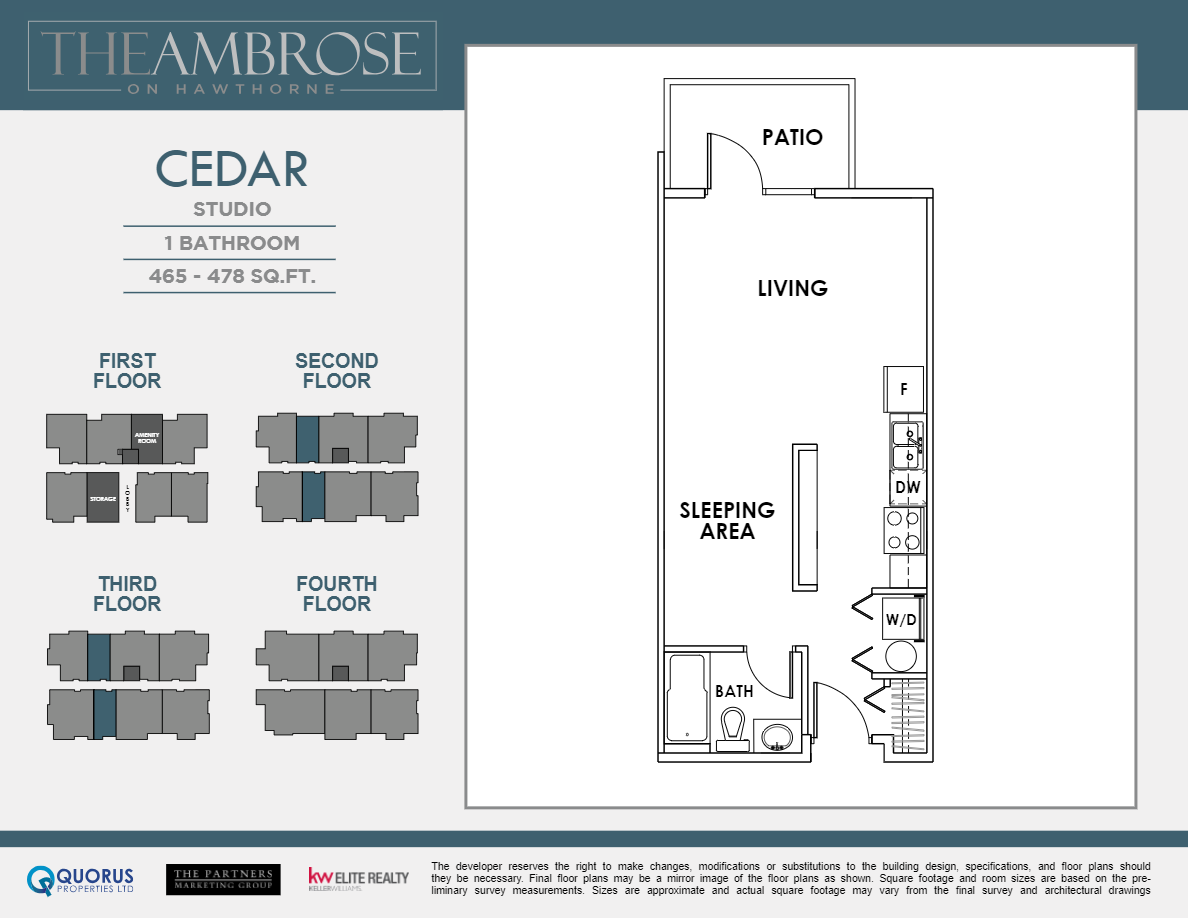 THEAMBROSE
ON HAWTHORNE
CEDAR
STUDIO
1 BATHROOM
465 - 478 SQ.FT.
FIRST
FLOOR
SECOND
FLOOR
AMENITY
ROOM
STORAGE
LOBBY
THIRD
FLOOR
FOURTH
FLOOR
PATIO
LIVING
F
DW
SLEEPING
AREA
W/D
BATH
QUORUS
PROPERTIES LTD
THE PARTNERS
MARKETING GROUP
kw ELITE REALTY
KELLERWILLIAMS
The developer reserves the right to make changes, modifications or substitutions to the building design, specifications, and floor plans should
they be necessary. Final floor plans may be a mirror image of the floor plans as shown. Square footage and room sizes are based on the pre-
liminary survey measurements. Sizes are approximate and actual square footage may vary from the final survey and architectural drawings